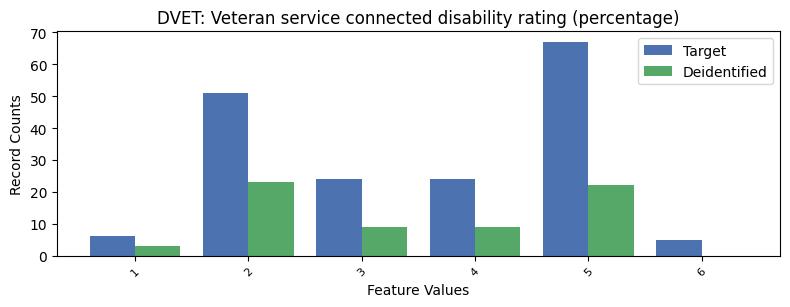 DVET: Veteran service connected disability rating (percentage)
Target
Deidentified
Record Counts
70
60
50
40
30
20
10
0
1 2 3 4 5 6
Feature Values